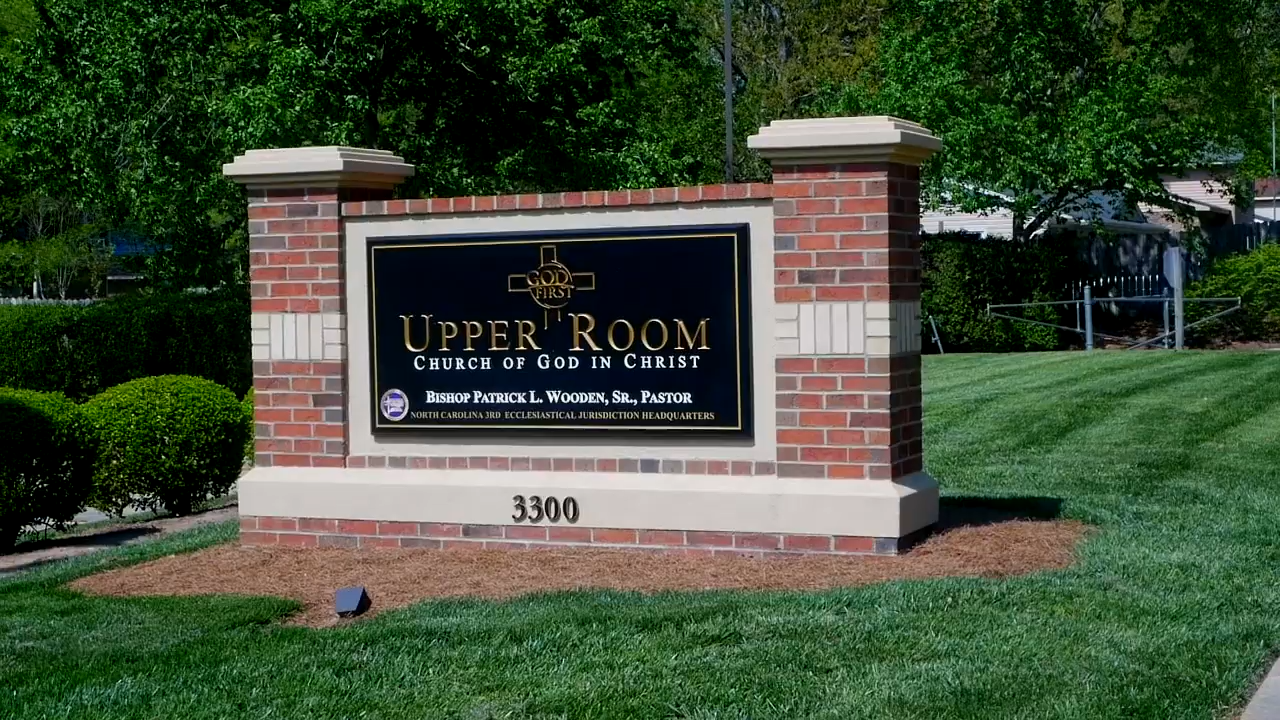 GOD
FIRST
UPPER ROOM
CHURCH OF GOD IN CHRIST
BISHOP PATRICK L. WOODEN, SR., PASTOR
NORTH CAROLINA 3RD ECCLESIASTICAL JURISDICTION HEADQUARTERS
3300